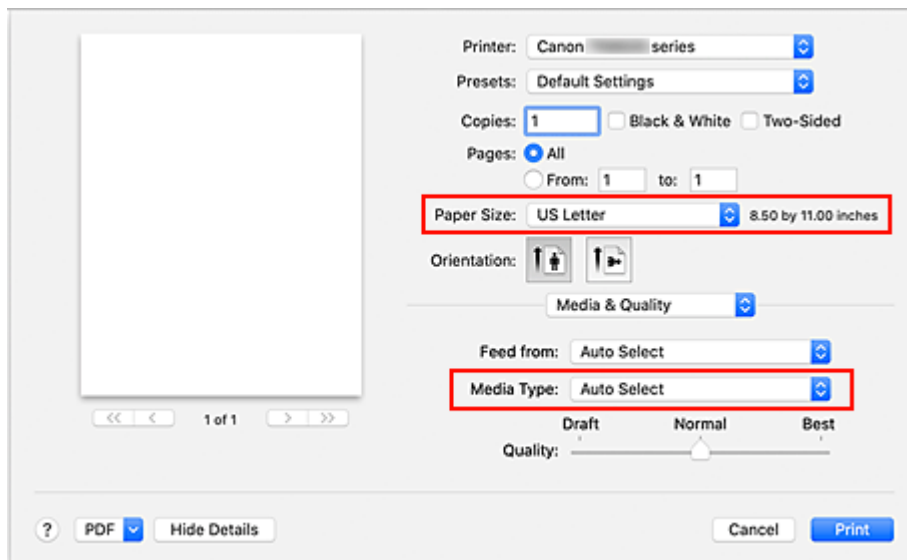 Printer: Canon series
Presets: Default Settings
Copies: 1 Black & White Two-Sided
Pages: All
From: 1 to: 1
Paper Size: US Letter 8.50 by 11.00 inches
Orientation:
Media & Quality
Feed from: Auto Select
Media Type: Auto Select
Draft Normal Best
Quality:
<< < 1 of 1 > >>
? PDF Hide Details Cancel Print